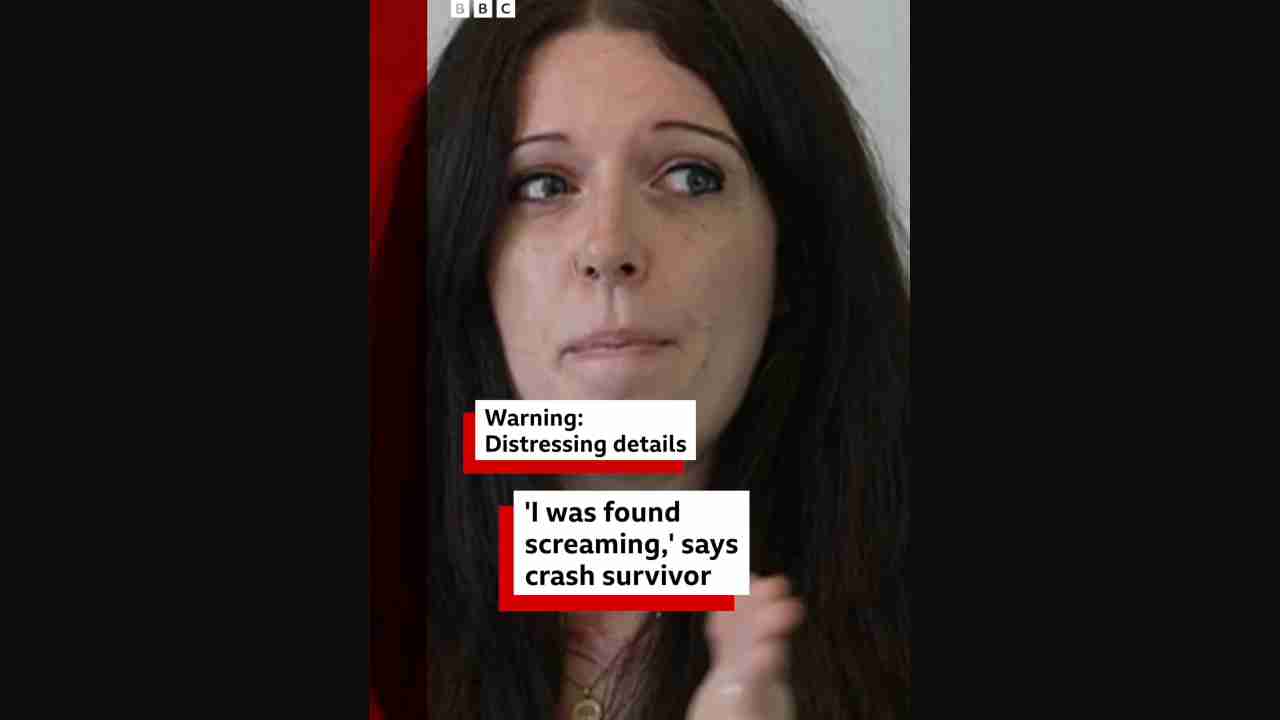 BBC
Warning:
Distressing details
'I was found
screaming,' says
crash survivor